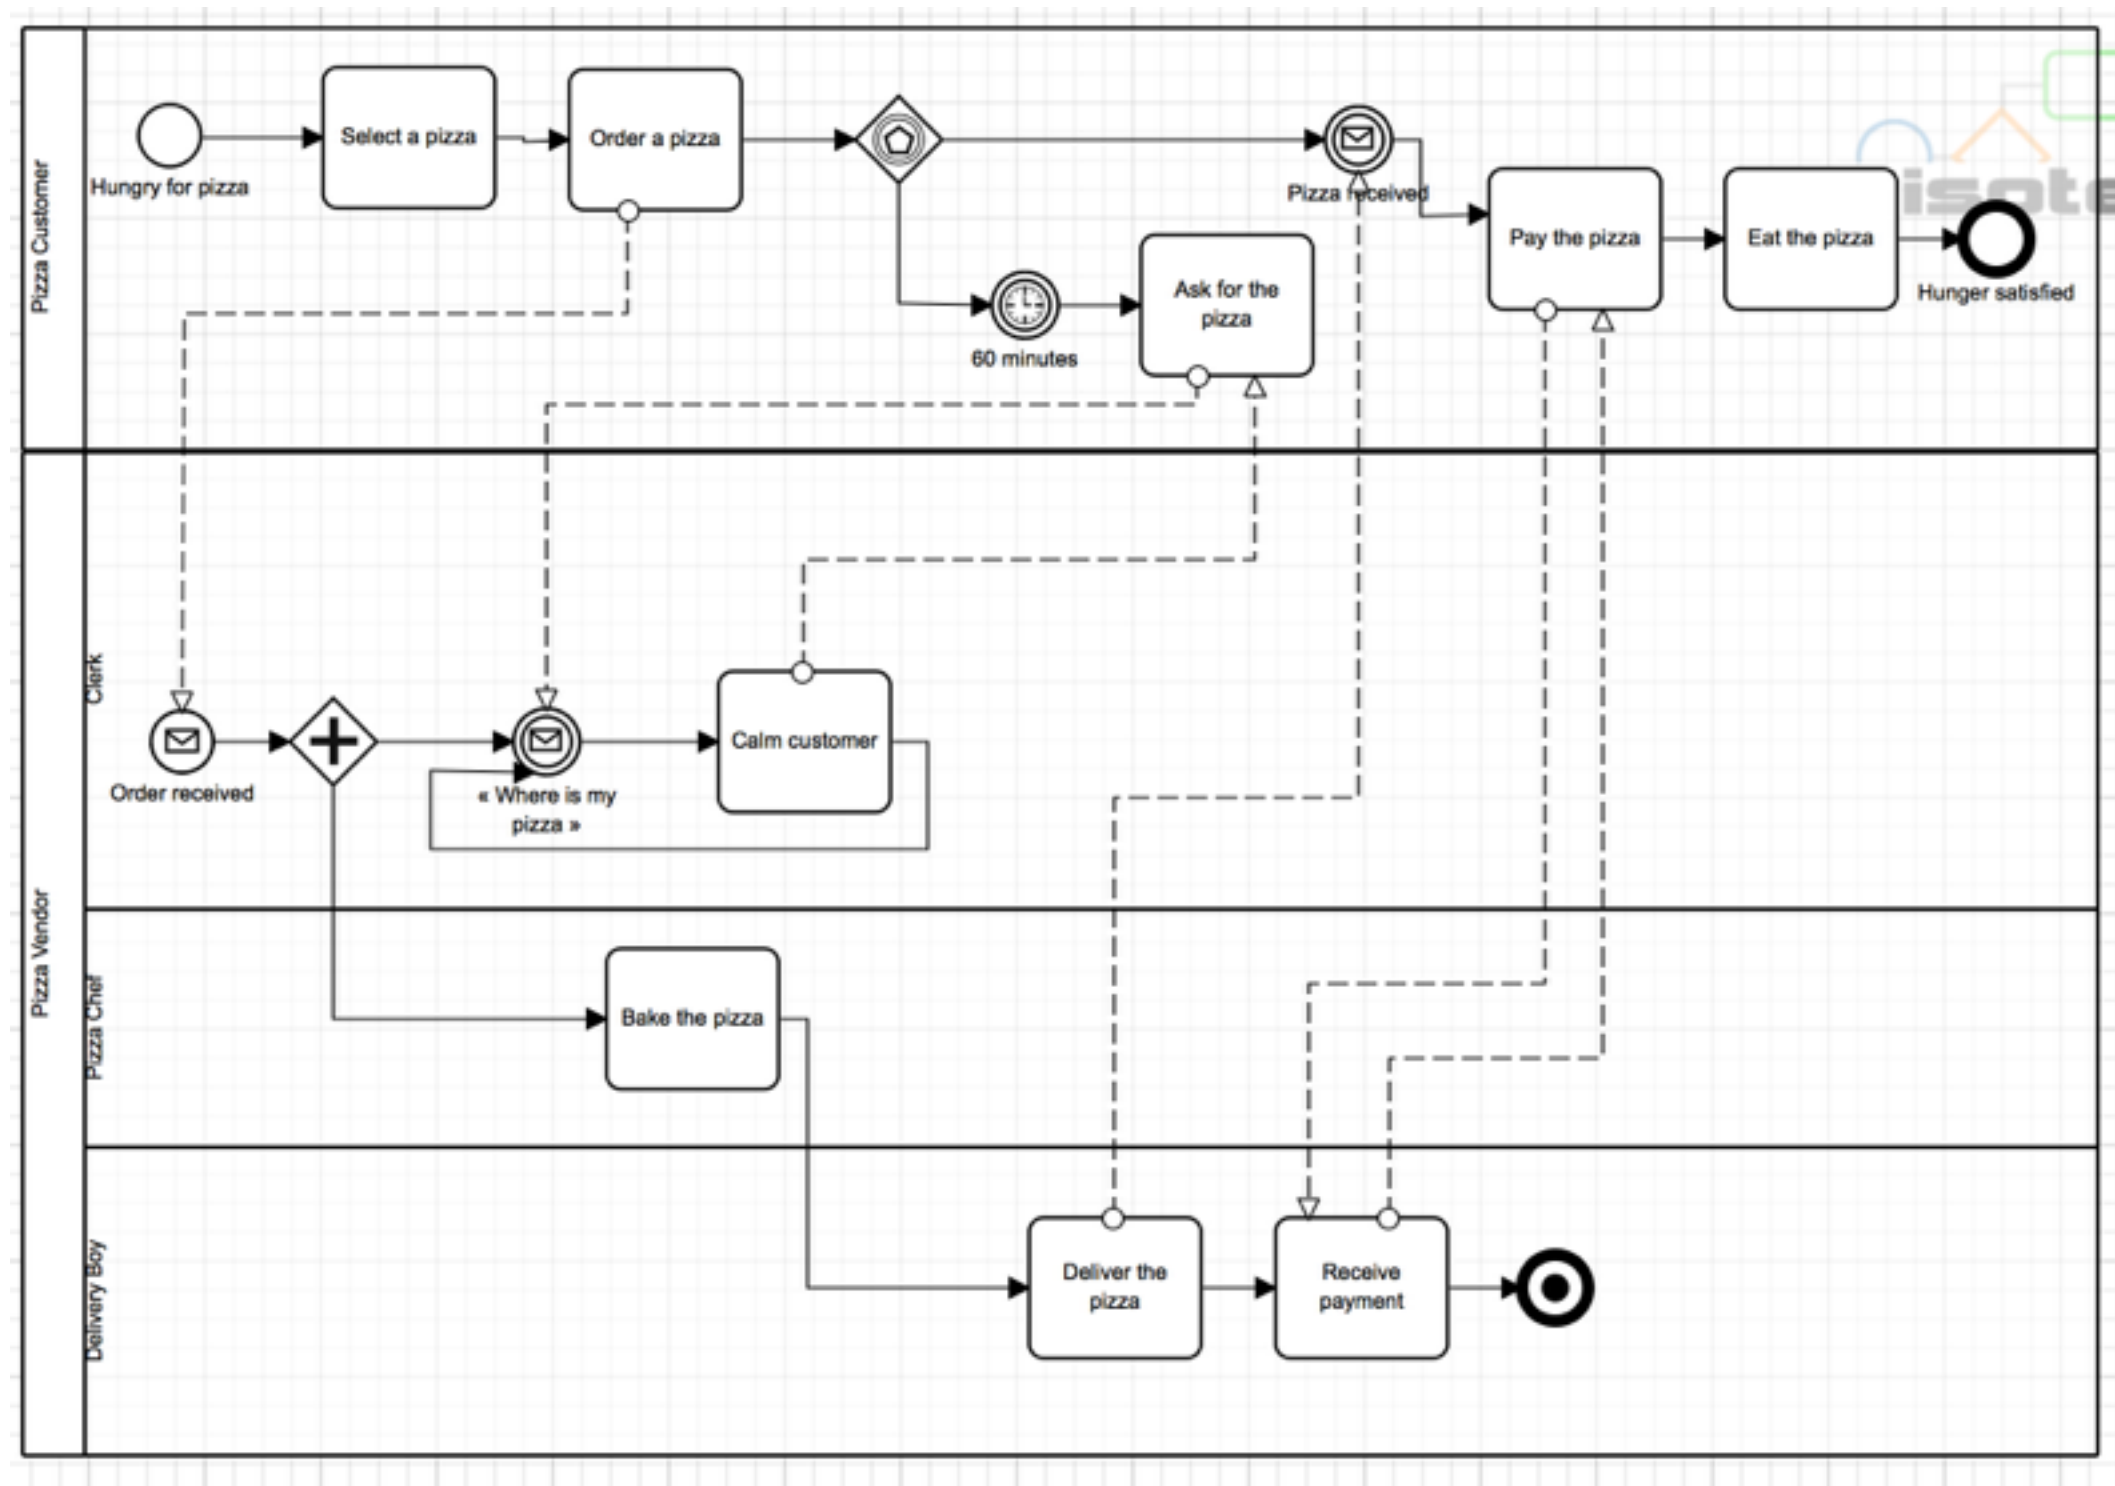 Pizza Customer
Hungry for pizza
Select a pizza
Order a pizza
Pizza received
60 minutes
Ask for the
pizza
Pay the pizza
Eat the pizza
Hunger satisfied
isote
Pizza Vendor
Clerk
Order received
« Where is my
pizza »
Calm customer
Pizza Chef
Bake the pizza
Delivery Boy
Deliver the
pizza
Receive
payment